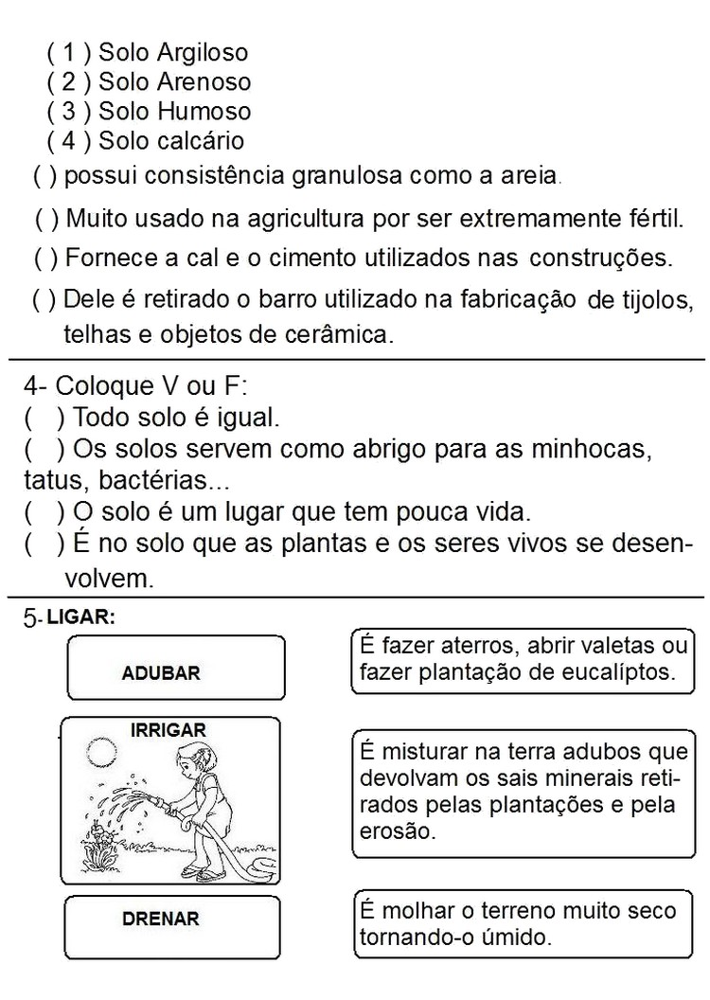 ( 1 ) Solo Argiloso
( 2 ) Solo Arenoso
( 3 ) Solo Humoso
( 4 ) Solo calcário
( ) possui consistência granulosa como a areia.
( ) Muito usado na agricultura por ser extremamente fértil.
( ) Fornece a cal e o cimento utilizados nas construções.
( ) Dele é retirado o barro utilizado na fabricação de tijolos,
telhas e objetos de cerâmica.
4- Coloque V ou F:
( ) Todo solo é igual.
( ) Os solos servem como abrigo para as minhocas,
tatus, bactérias...
( ) O solo é um lugar que tem pouca vida.
( ) É no solo que as plantas e os seres vivos se desen-
volvem.
5- LIGAR:
ADUBAR
É fazer aterros, abrir valetas ou
fazer plantação de eucalíptos.
IRRIGAR
É misturar na terra adubos que
devolvam os sais minerais reti-
rados pelas plantações e pela
erosão.
DRENAR
É molhar o terreno muito seco
tornando-o úmido.